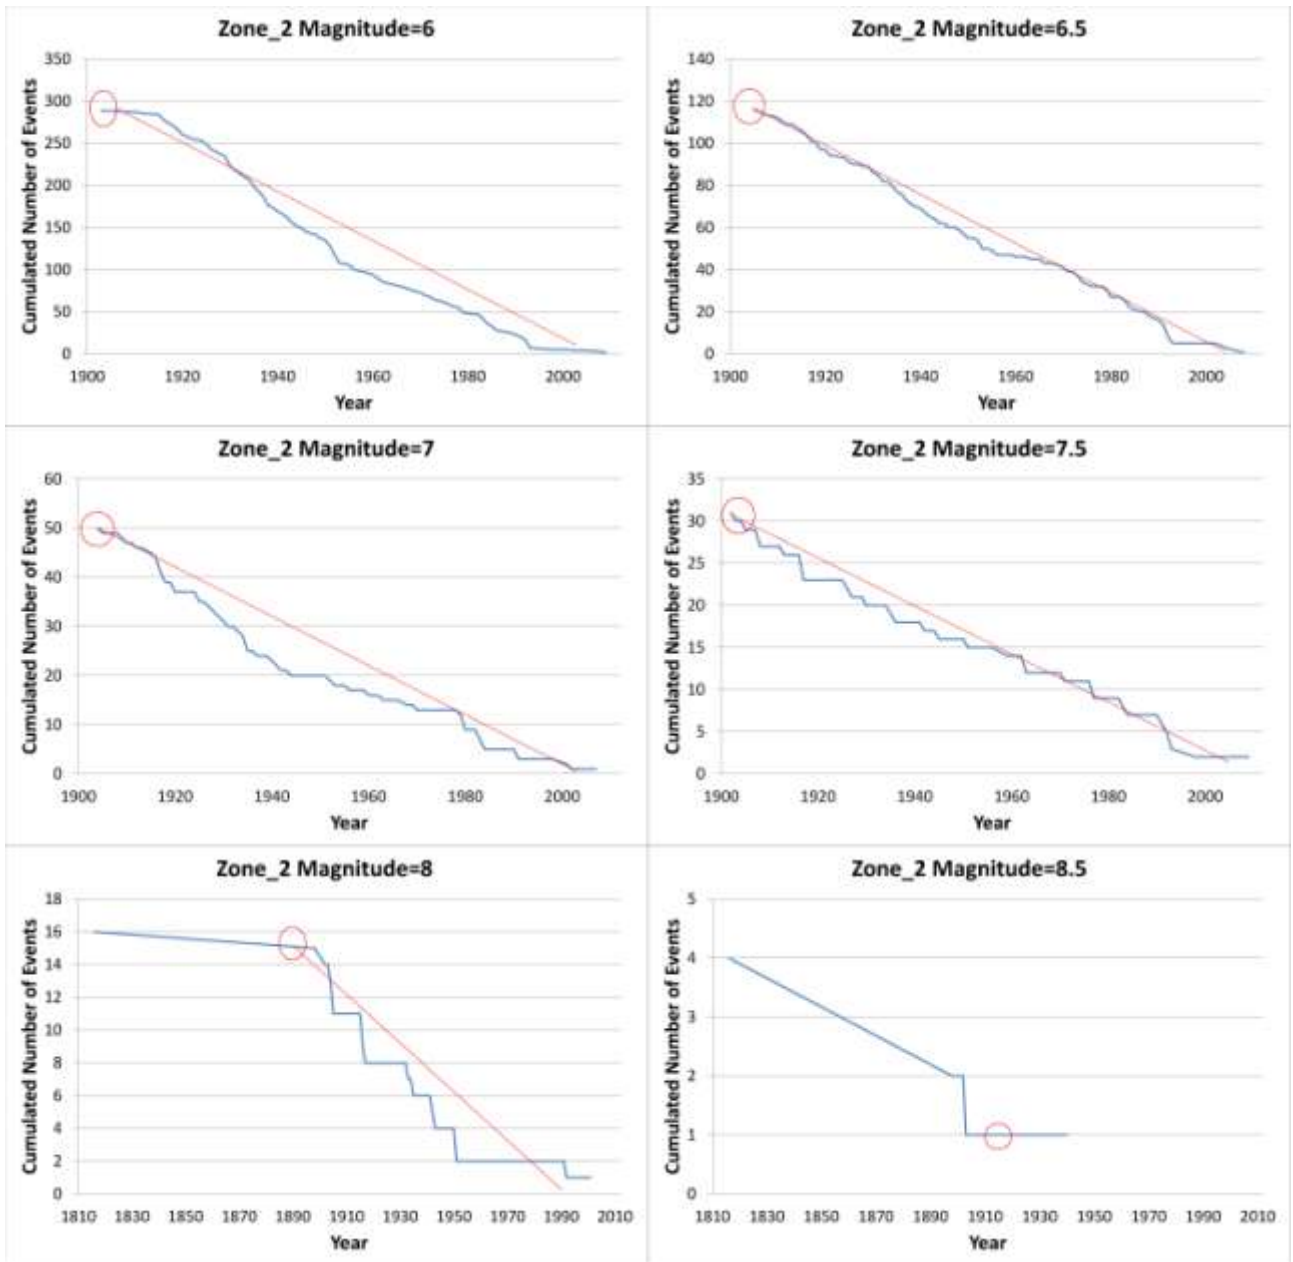 Zone_2 Magnitude=6
Cumulated Number of Events
350
300
250
200
150
100
50
0
1900 1920 1940 1960 1980 2000
Year
Zone_2 Magnitude=6.5
Cumulated Number of Events
140
120
100
80
60
40
20
0
1900 1920 1940 1960 1980 2000
Year
Zone_2 Magnitude=7
Cumulated Number of Events
60
50
40
30
20
10
0
1900 1920 1940 1960 1980 2000
Year
Zone_2 Magnitude=7.5
Cumulated Number of Events
35
30
25
20
15
10
5
0
1900 1920 1940 1960 1980 2000
Year
Zone_2 Magnitude=8
Cumulated Number of Events
18
16
14
12
10
8
6
4
2
0
1810 1830 1850 1870 1890 1910 1930 1950 1970 1990 2010
Year
Zone_2 Magnitude=8.5
Cumulated Number of Events
5
4
3
2
1
0
1810 1830 1850 1870 1890 1910 1930 1950 1970 1990 2010
Year